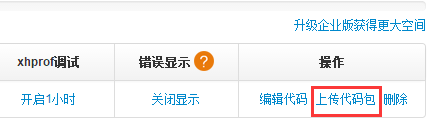 升级企业版获得更大空间
xhprof调试 错误显示 ? 操作
开启1小时 关闭显示 编辑代码 上传代码包 删除